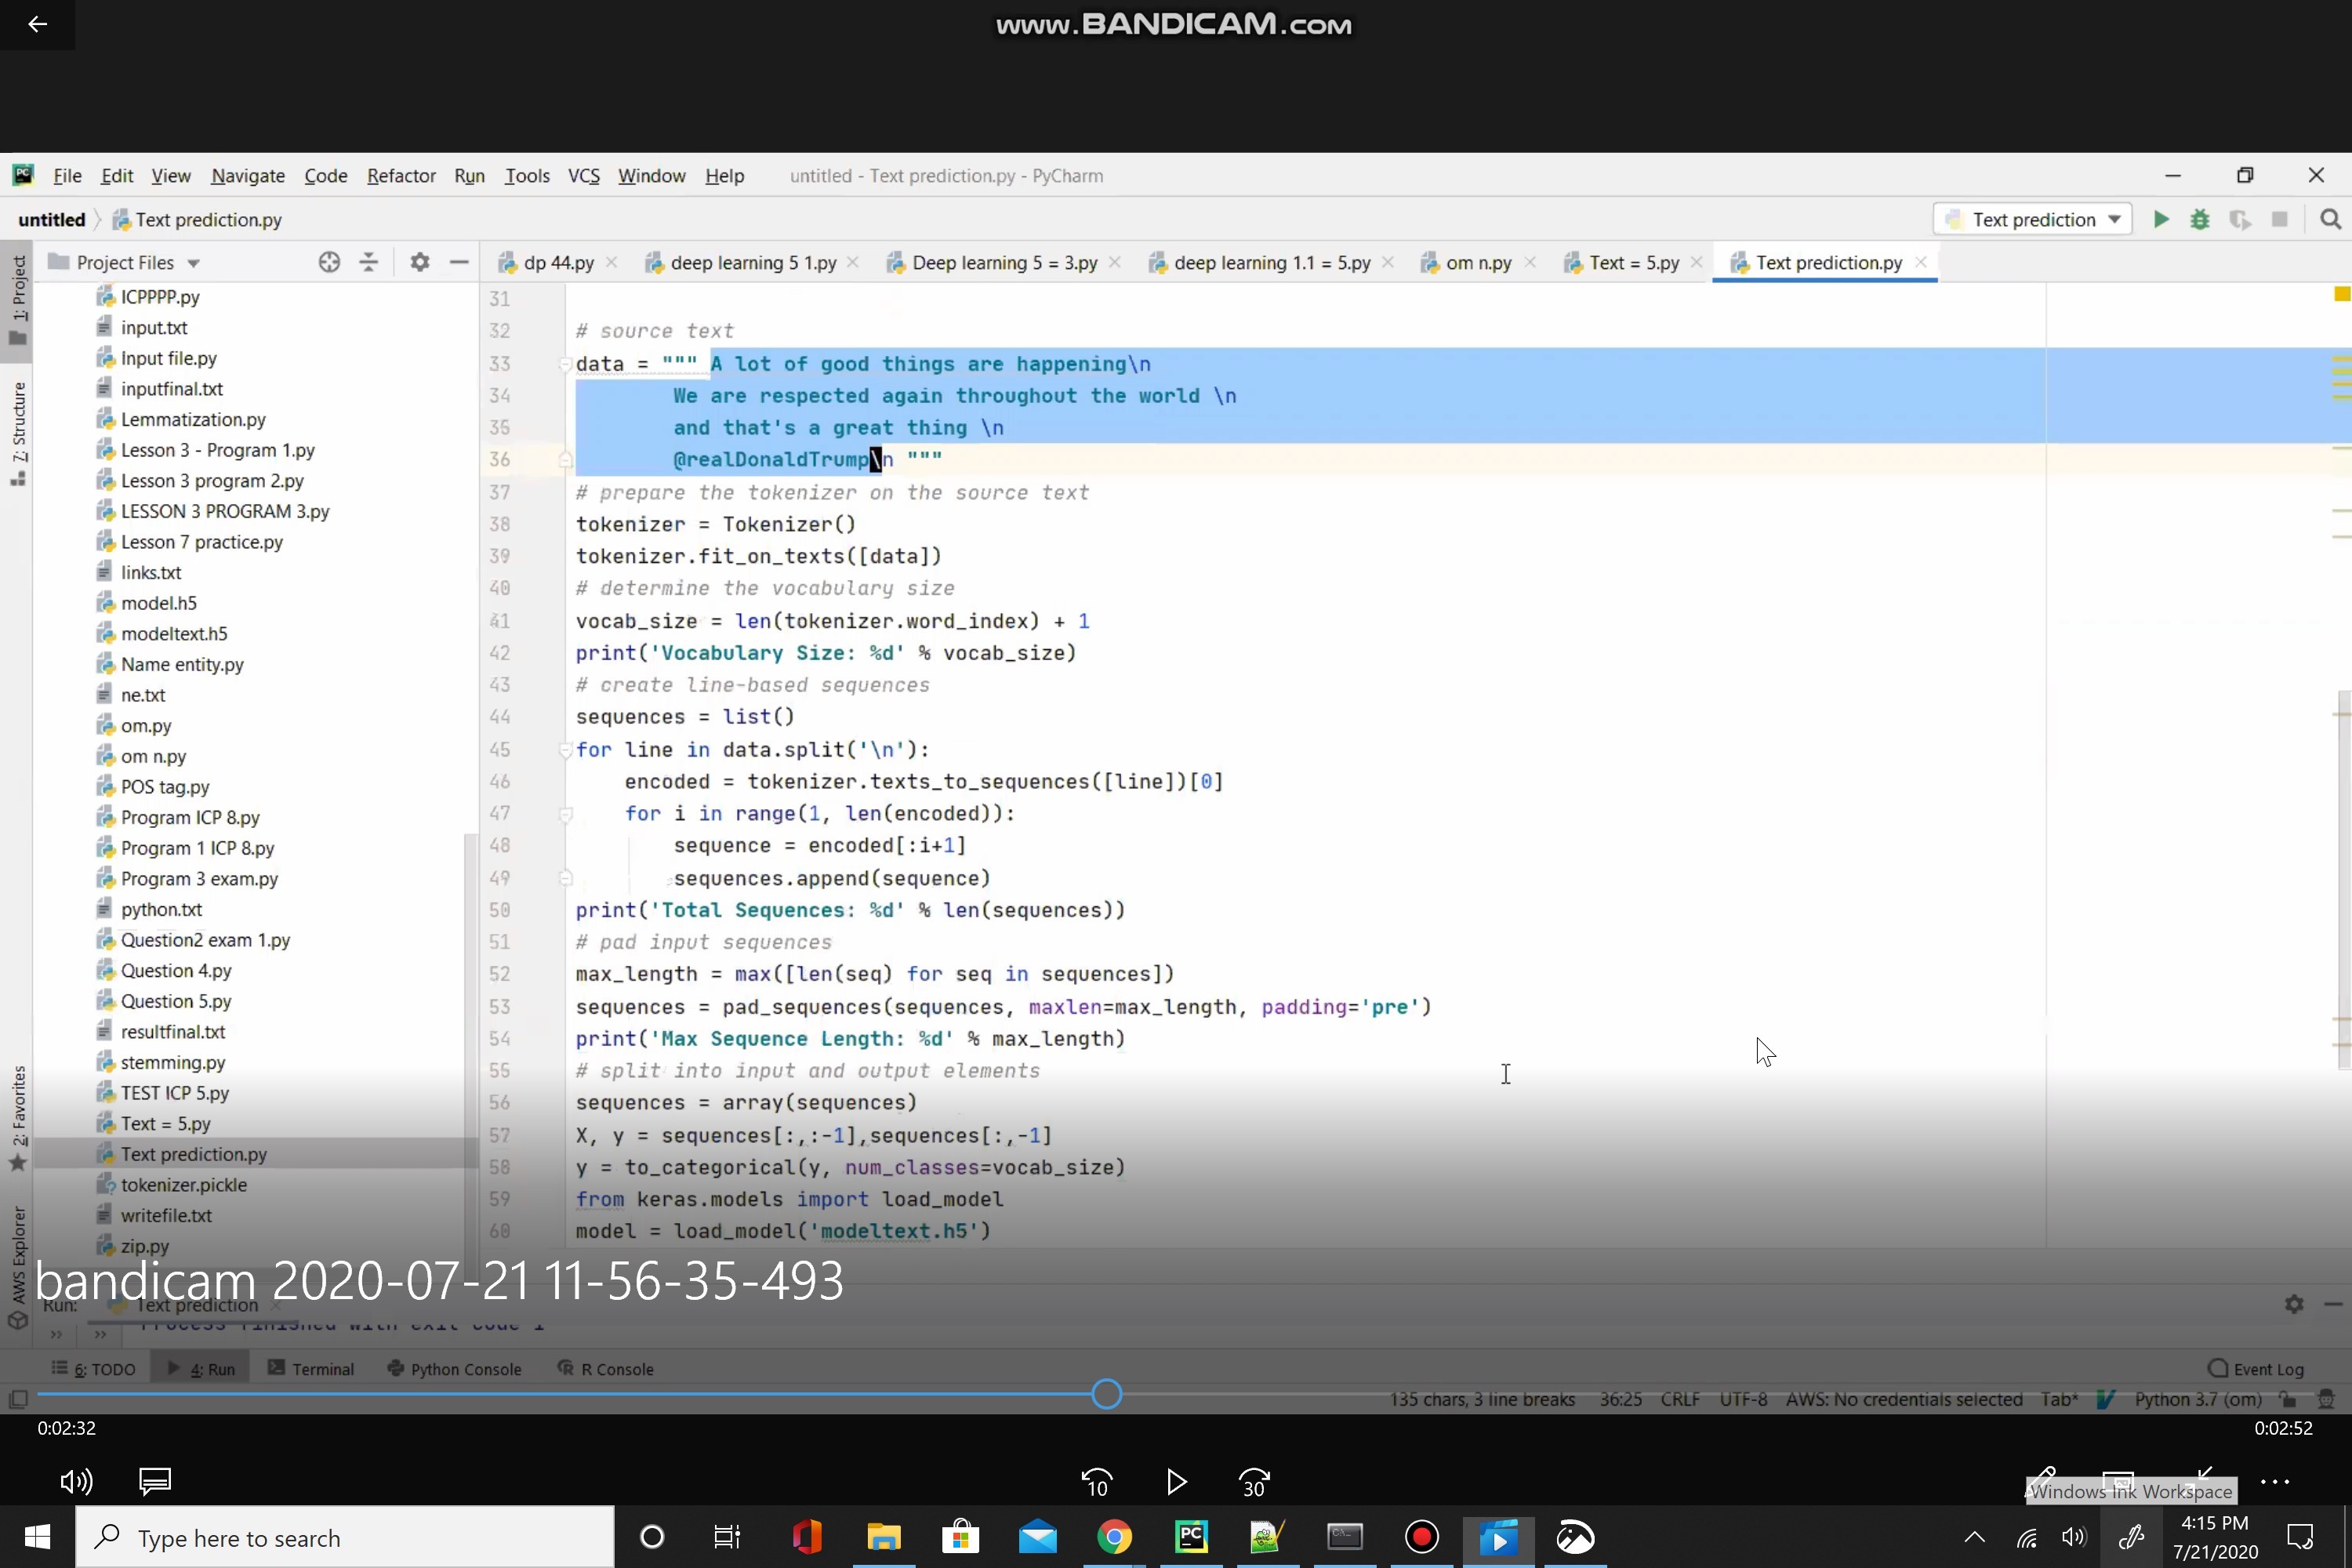 www.BANDICAM.com
File Edit View Navigate Code Refactor Run Tools VCS Window Help untitled - Text prediction.py - PyCharm
untitled Text prediction.py Text prediction
Project Files dp 44.py deep learning 5 1.py Deep learning 5 = 3.py deep learning 1.1 = 5.py om n.py Text = 5.py Text prediction.py
1: Project
7: Structure
2: Favorites
AWS Explorer
ICPPPP.py
input.txt
Input file.py
inputfinal.txt
Lemmatization.py
Lesson 3 - Program 1.py
Lesson 3 program 2.py
LESSON 3 PROGRAM 3.py
Lesson 7 practice.py
links.txt
model.h5
modeltext.h5
Name entity.py
ne.txt
om.py
om n.py
POS tag.py
Program ICP 8.py
Program 1 ICP 8.py
Program 3 exam.py
python.txt
Question2 exam 1.py
Question 4.py
Question 5.py
resultfinal.txt
stemming.py
TEST ICP 5.py
Text = 5.py
Text prediction.py
tokenizer.pickle
writefile.txt
zip.py
31
32 # source text
33 data = """ A lot of good things are happening\n
34 We are respected again throughout the world \n
35 and that's a great thing \n
36 @realDonaldTrump\n """
37 # prepare the tokenizer on the source text
38 tokenizer = Tokenizer()
39 tokenizer.fit_on_texts([data])
40 # determine the vocabulary size
41 vocab_size = len(tokenizer.word_index) + 1
42 print('Vocabulary Size: %d' % vocab_size)
43 # create line-based sequences
44 sequences = list()
45 for line in data.split('\n'):
46 encoded = tokenizer.texts_to_sequences([line])[0]
47 for i in range(1, len(encoded)):
48 sequence = encoded[:i+1]
49 sequences.append(sequence)
50 print('Total Sequences: %d' % len(sequences))
51 # pad input sequences
52 max_length = max([len(seq) for seq in sequences])
53 sequences = pad_sequences(sequences, maxlen=max_length, padding='pre')
54 print('Max Sequence Length: %d' % max_length)
55 # split into input and output elements
56 sequences = array(sequences)
57 X, y = sequences[:,:-1],sequences[:,-1]
58 y = to_categorical(y, num_classes=vocab_size)
59 from keras.models import load_model
60 model = load_model('modeltext.h5')
bandicam 2020-07-21 11-56-35-493
Run: Text prediction
Process finished with exit code 1
6: TODO 4: Run Terminal Python Console R Console Event Log
135 chars, 3 line breaks 36:25 CRLF UTF-8 AWS: No credentials selected Tab* Python 3.7 (om)
0:02:32 0:02:52
10 30
Windows Ink Workspace
Type here to search
4:15 PM
7/21/2020